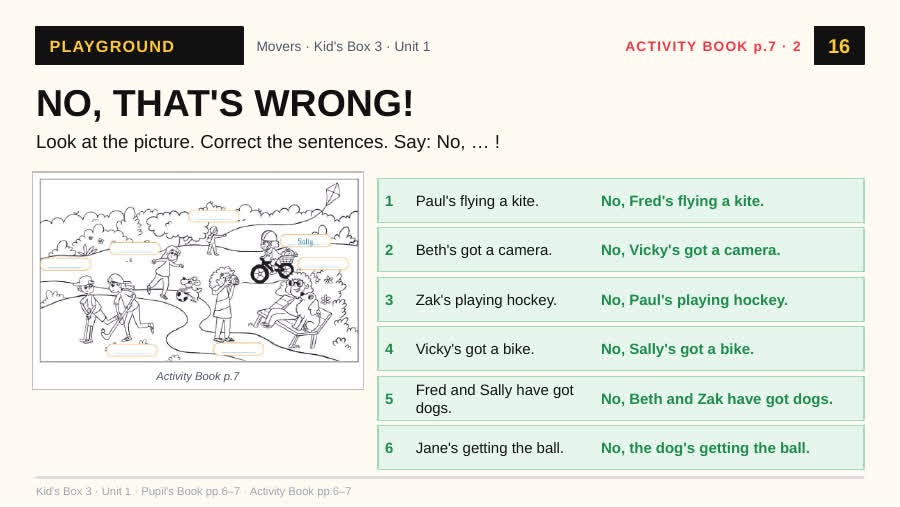 PLAYGROUND
Movers · Kid's Box 3 · Unit 1
ACTIVITY BOOK p.7 · 2
16
NO, THAT'S WRONG!
Look at the picture. Correct the sentences. Say: No, … !
Sally
Activity Book p.7
1 Paul's flying a kite. No, Fred's flying a kite.
2 Beth's got a camera. No, Vicky's got a camera.
3 Zak's playing hockey. No, Paul's playing hockey.
4 Vicky's got a bike. No, Sally's got a bike.
5 Fred and Sally have got
dogs. No, Beth and Zak have got dogs.
6 Jane's getting the ball. No, the dog's getting the ball.
Kid's Box 3 · Unit 1 · Pupil's Book pp.6–7 · Activity Book pp.6–7